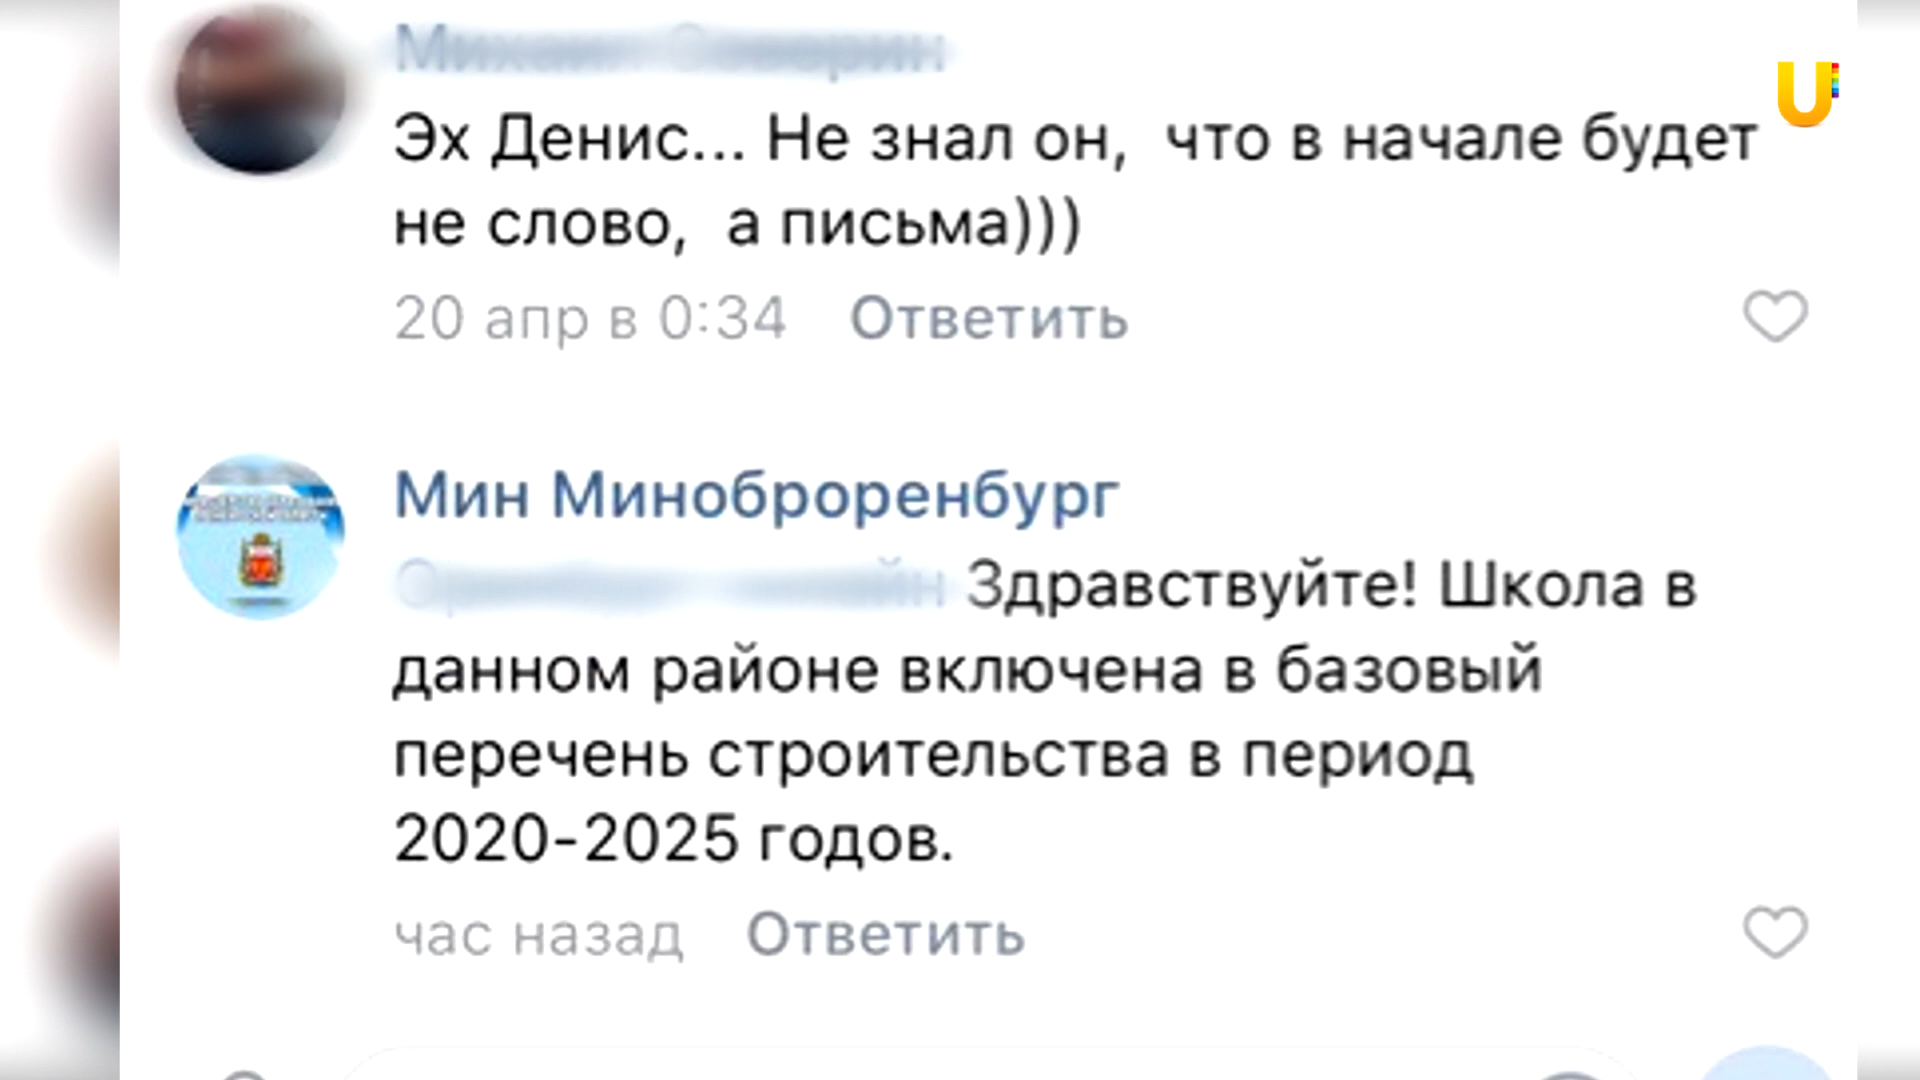 Эх Денис... Не знал он, что в начале будет
не слово, а письма)))
20 апр в 0:34 Ответить
Мин Миноброренбург
Здравствуйте! Школа в
данном районе включена в базовый
перечень строительства в период
2020-2025 годов.
час назад Ответить
U